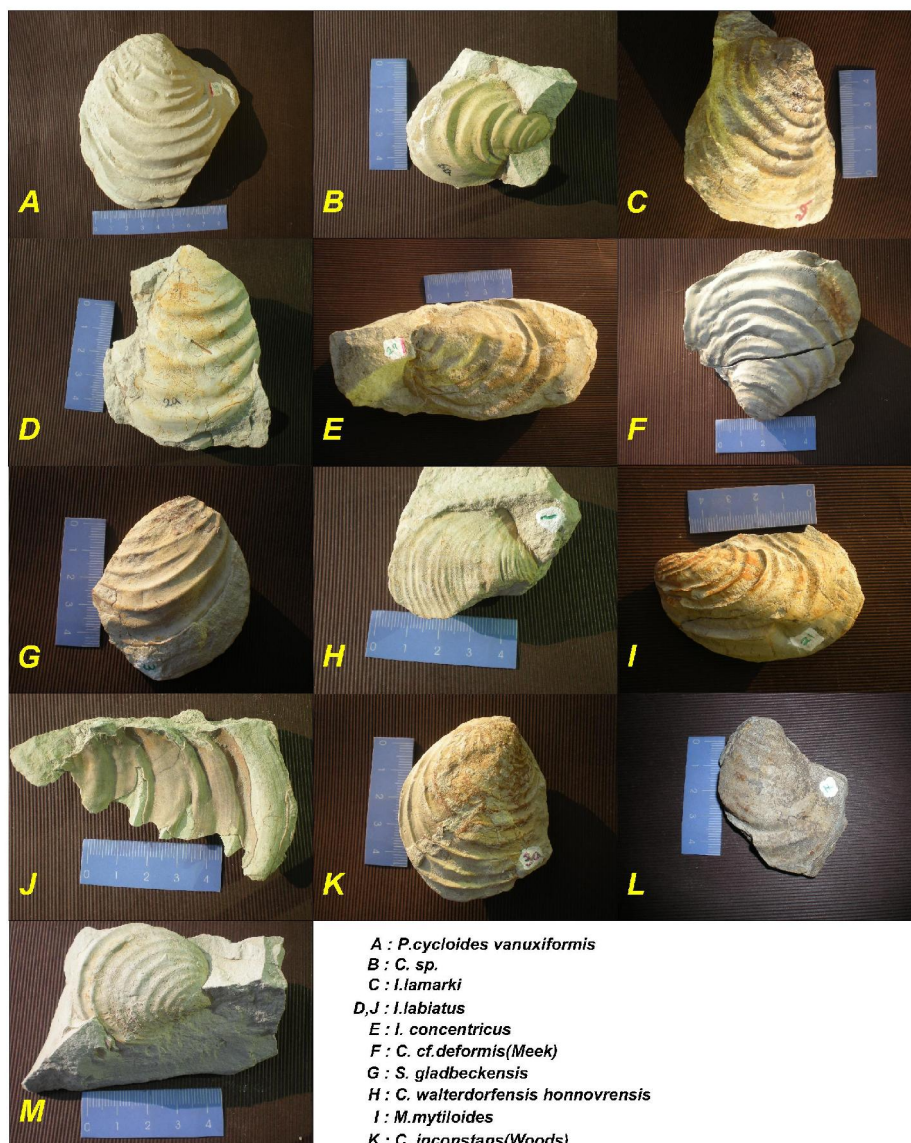 A
B
C
D
E
F
G
H
I
J
K
L
M
A : P.cycloides vanuxiformis
B : C. sp.
C : I.lamarki
D,J : I.labiatus
E : I. concentricus
F : C. cf.deformis(Meek)
G : S. gladbeckensis
H : C. walterdorfensis honnovrensis
I : M.mytiloides
K : C. inconstans(Woods)